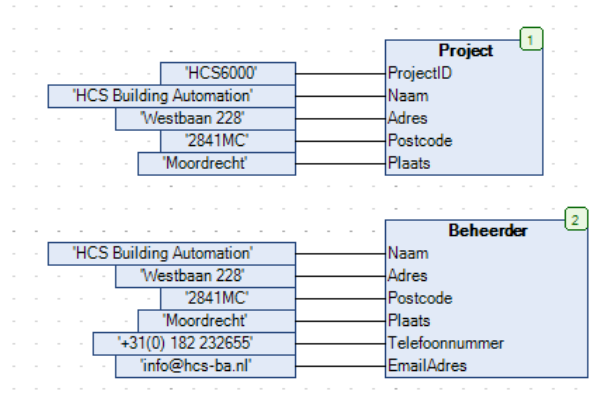 1
Project
'HCS6000' ProjectID
'HCS Building Automation' Naam
'Westbaan 228' Adres
'2841MC' Postcode
'Moordrecht' Plaats
2
Beheerder
'HCS Building Automation' Naam
'Westbaan 228' Adres
'2841MC' Postcode
'Moordrecht' Plaats
'+31(0) 182 232655' Telefoonnummer
'info@hcs-ba.nl' EmailAdres